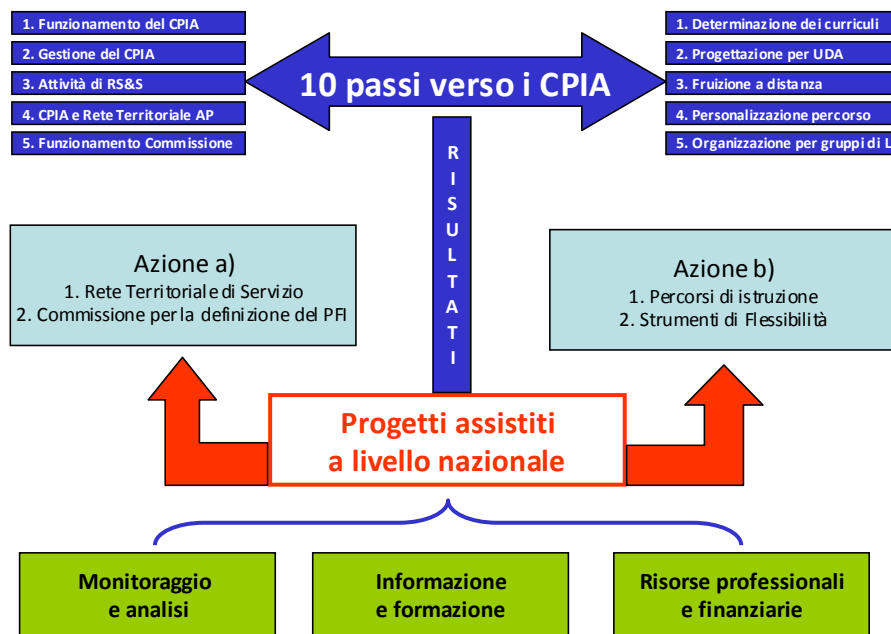 1. Funzionamento del CPIA
2. Gestione del CPIA
3. Attività di RS&S
4. CPIA e Rete Territoriale AP
5. Funzionamento Commissione
10 passi verso i CPIA
1. Determinazione dei curriculi
2. Progettazione per UDA
3. Fruizione a distanza
4. Personalizzazione percorso
5. Organizzazione per gruppi di L
R
I
S
U
L
T
A
T
I
Azione a)
1. Rete Territoriale di Servizio
2. Commissione per la definizione del PFI
Azione b)
1. Percorsi di istruzione
2. Strumenti di Flessibilità
Progetti assistiti
a livello nazionale
Monitoraggio
e analisi
Informazione
e formazione
Risorse professionali
e finanziarie